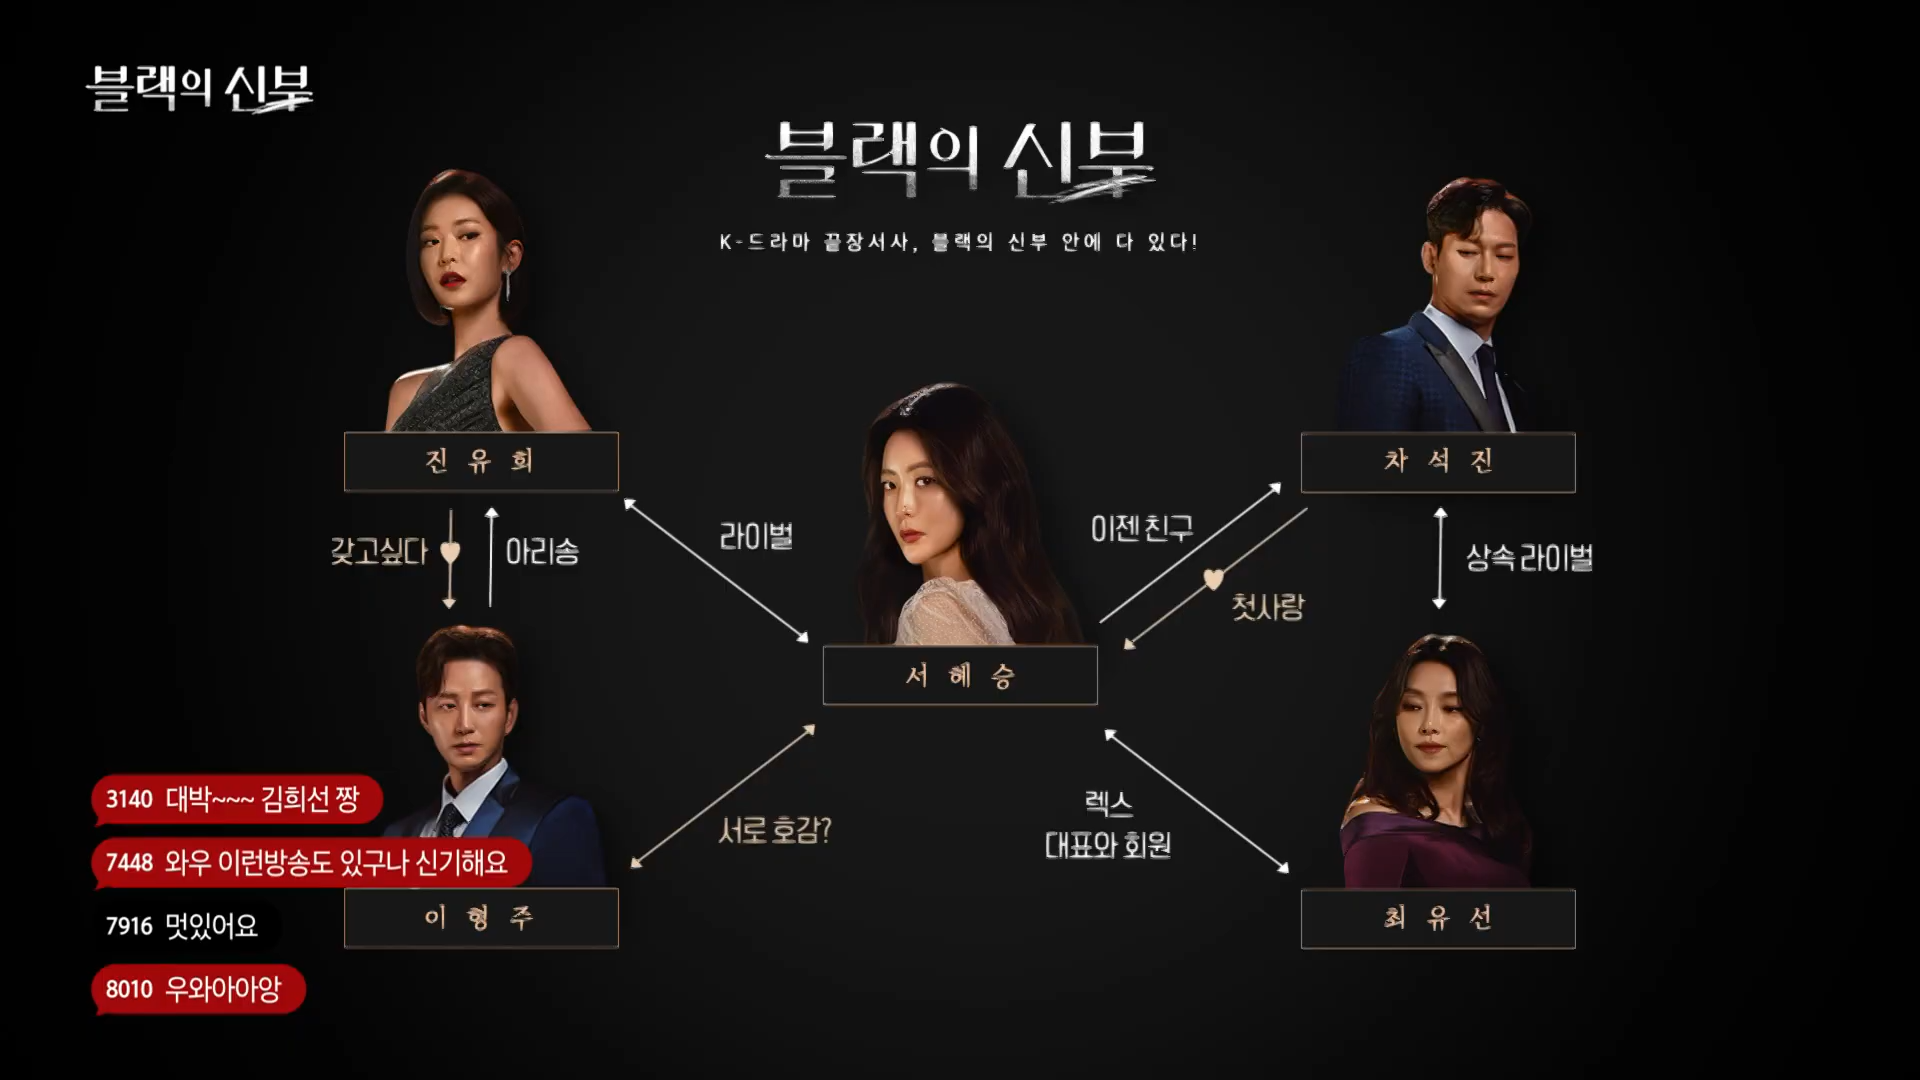 블랙의 신부
블랙의 신부
K-드라마 끝장서사, 블랙의 신부 안에 다 있다!
진유희
차석진
갖고싶다
아리송
라이벌
이젠 친구
첫사랑
상속 라이벌
서혜승
서로 호감?
렉스
대표와 회원
3140 대박~~~ 김희선 짱
7448 와우 이런방송도 있구나 신기해요
7916 멋있어요
8010 우와아아앙
이형주
최유선